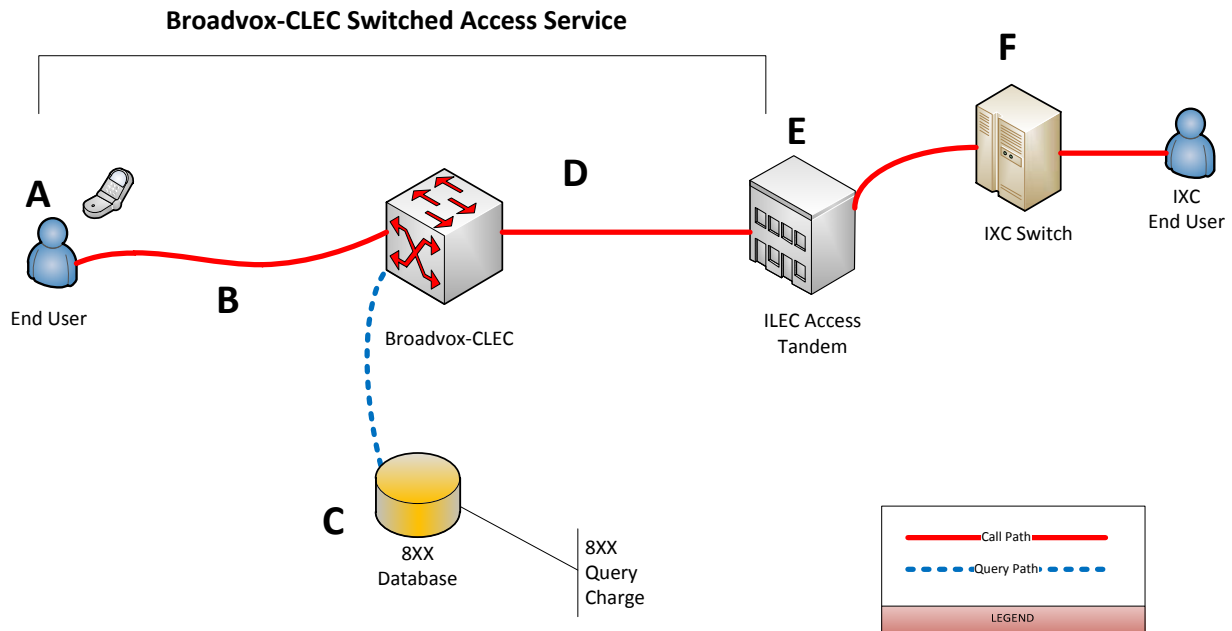 Broadvox-CLEC Switched Access Service
F
E
D
A
IXC
End User
IXC Switch
B
End User
Broadvox-CLEC
ILEC Access
Tandem
C
8XX
Database
8XX
Query
Charge
Call Path
Query Path
LEGEND